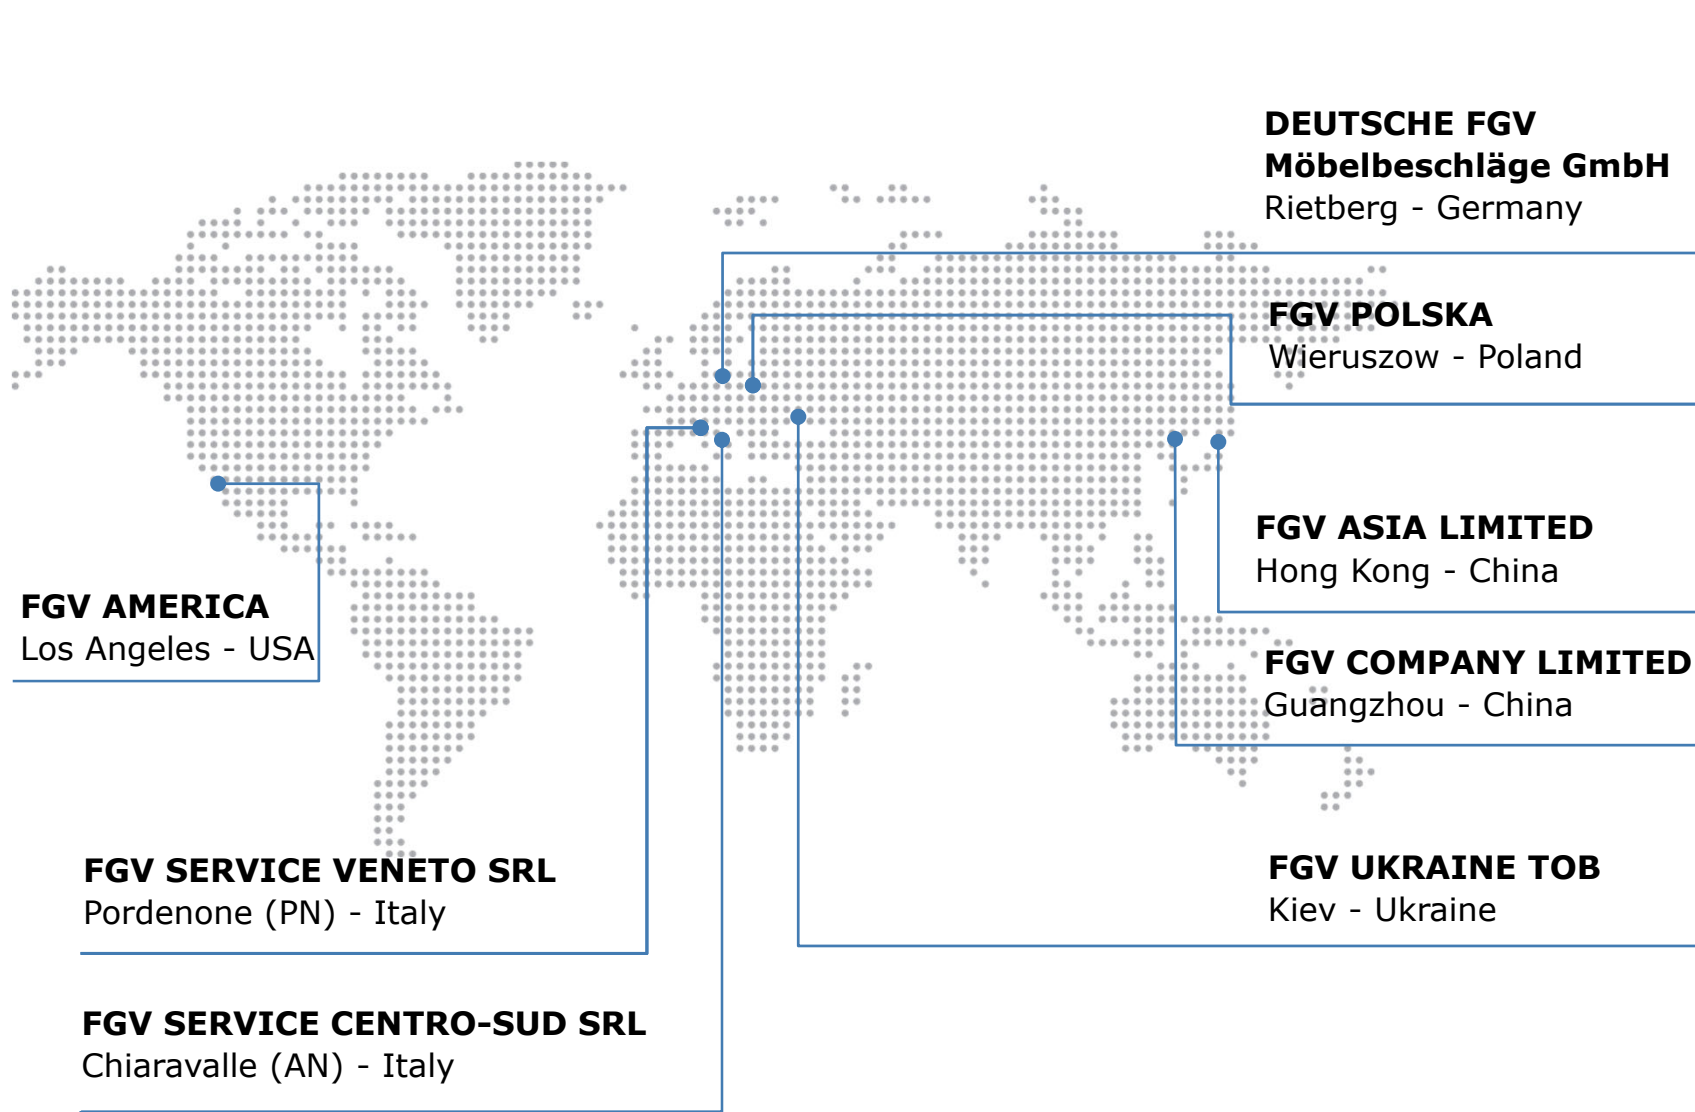 DEUTSCHE FGV
Möbelbeschläge GmbH
Rietberg - Germany
FGV POLSKA
Wieruszow - Poland
FGV ASIA LIMITED
Hong Kong - China
FGV AMERICA
Los Angeles - USA
FGV COMPANY LIMITED
Guangzhou - China
FGV SERVICE VENETO SRL
Pordenone (PN) - Italy
FGV UKRAINE TOB
Kiev - Ukraine
FGV SERVICE CENTRO-SUD SRL
Chiaravalle (AN) - Italy